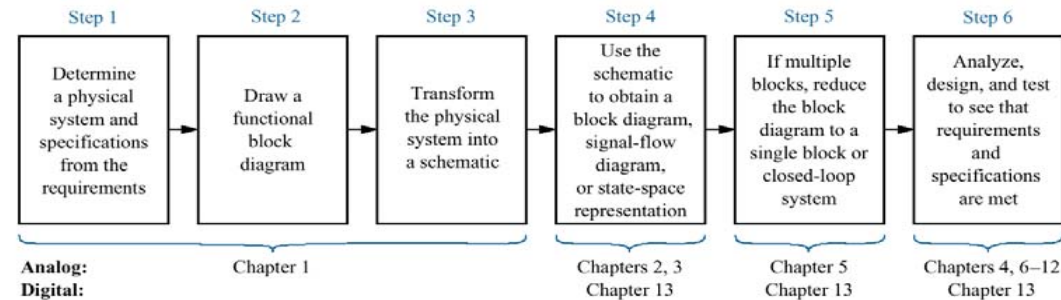 Step 1
Determine
a physical
system and
specifications
from the
requirements
Step 2
Draw a
functional
block
diagram
Step 3
Transform
the physical
system into
a schematic
Step 4
Use the
schematic
to obtain a
block diagram,
signal-flow
diagram,
or state-space
representation
Step 5
If multiple
blocks, reduce
the block
diagram to a
single block or
closed-loop
system
Step 6
Analyze,
design, and test
to see that
requirements
and
specifications
are met
Analog: Chapter 1 Chapters 2, 3 Chapter 5 Chapters 4, 6–12
Digital: Chapter 13 Chapter 13 Chapter 13